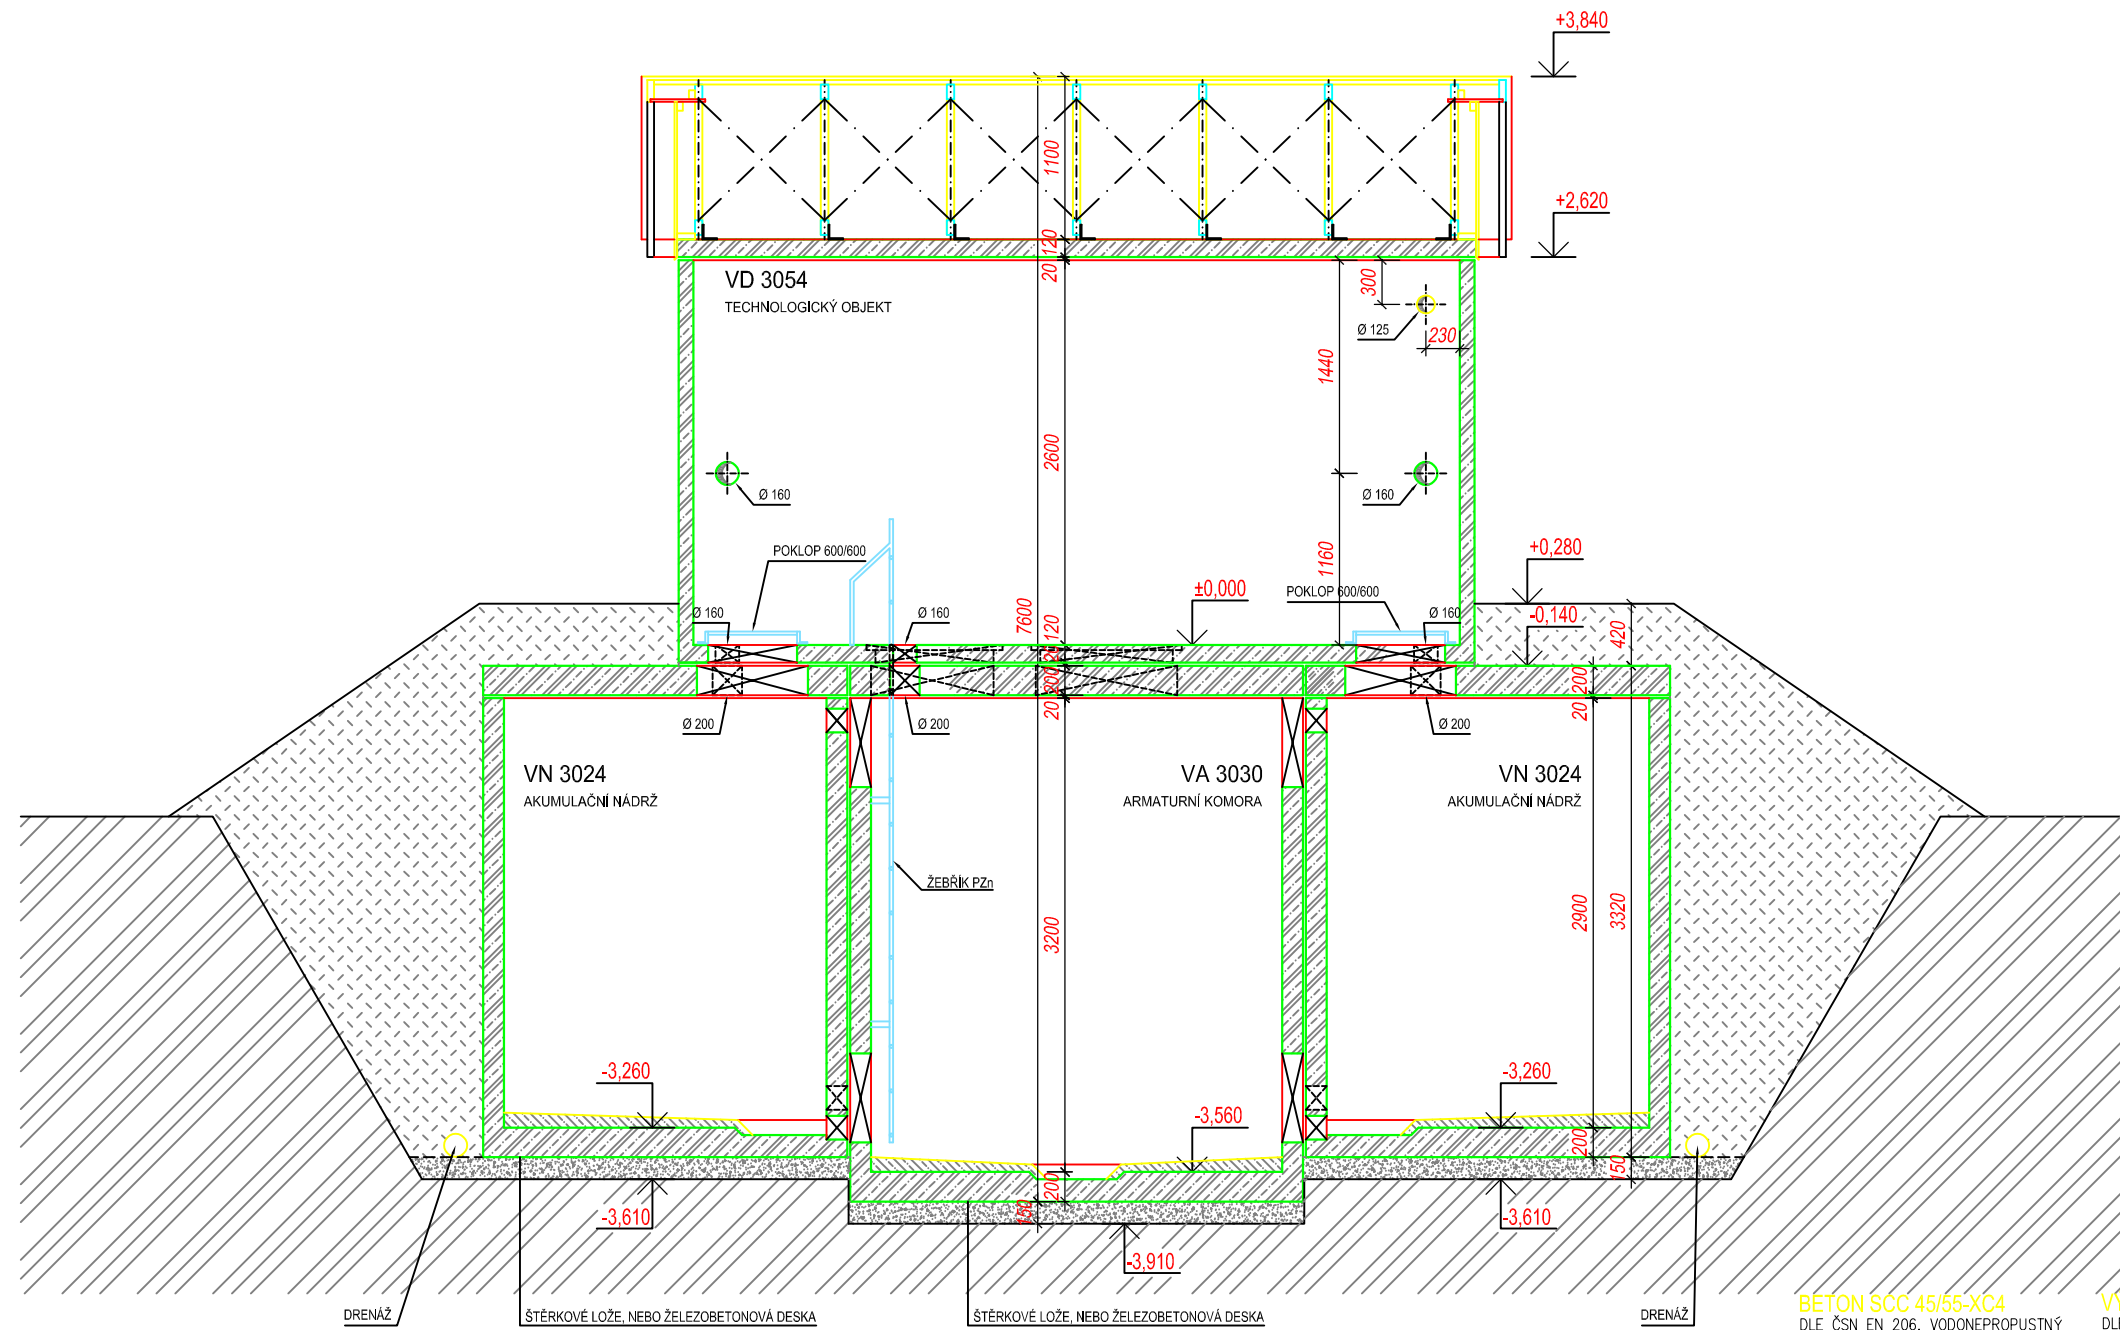 +3,840
1100
+2,620
120
20
VD 3054
TECHNOLOGICKÝ OBJEKT
300
Ø 125
230
1440
2600
Ø 160
Ø 160
+0,280
POKLOP 600/600
1160
±0,000
POKLOP 600/600
-0,140
Ø 160
Ø 160
7600
120
Ø 160
420
20
200
200
20
20
Ø 200
Ø 200
Ø 200
VN 3024
AKUMULAČNÍ NÁDRŽ
VA 3030
ARMATURNÍ KOMORA
VN 3024
AKUMULAČNÍ NÁDRŽ
ŽEBŘÍK PZn
3200
2900
3320
-3,260
-3,260
-3,560
200
150
200
150
-3,610
-3,610
-3,910
DRENÁŽ
ŠTĚRKOVÉ LOŽE, NEBO ŽELEZOBETONOVÁ DESKA
ŠTĚRKOVÉ LOŽE, NEBO ŽELEZOBETONOVÁ DESKA
DRENÁŽ
BETON SCC 45/55-XC4
DLE ČSN EN 206, VODONEPROPUSTNÝ